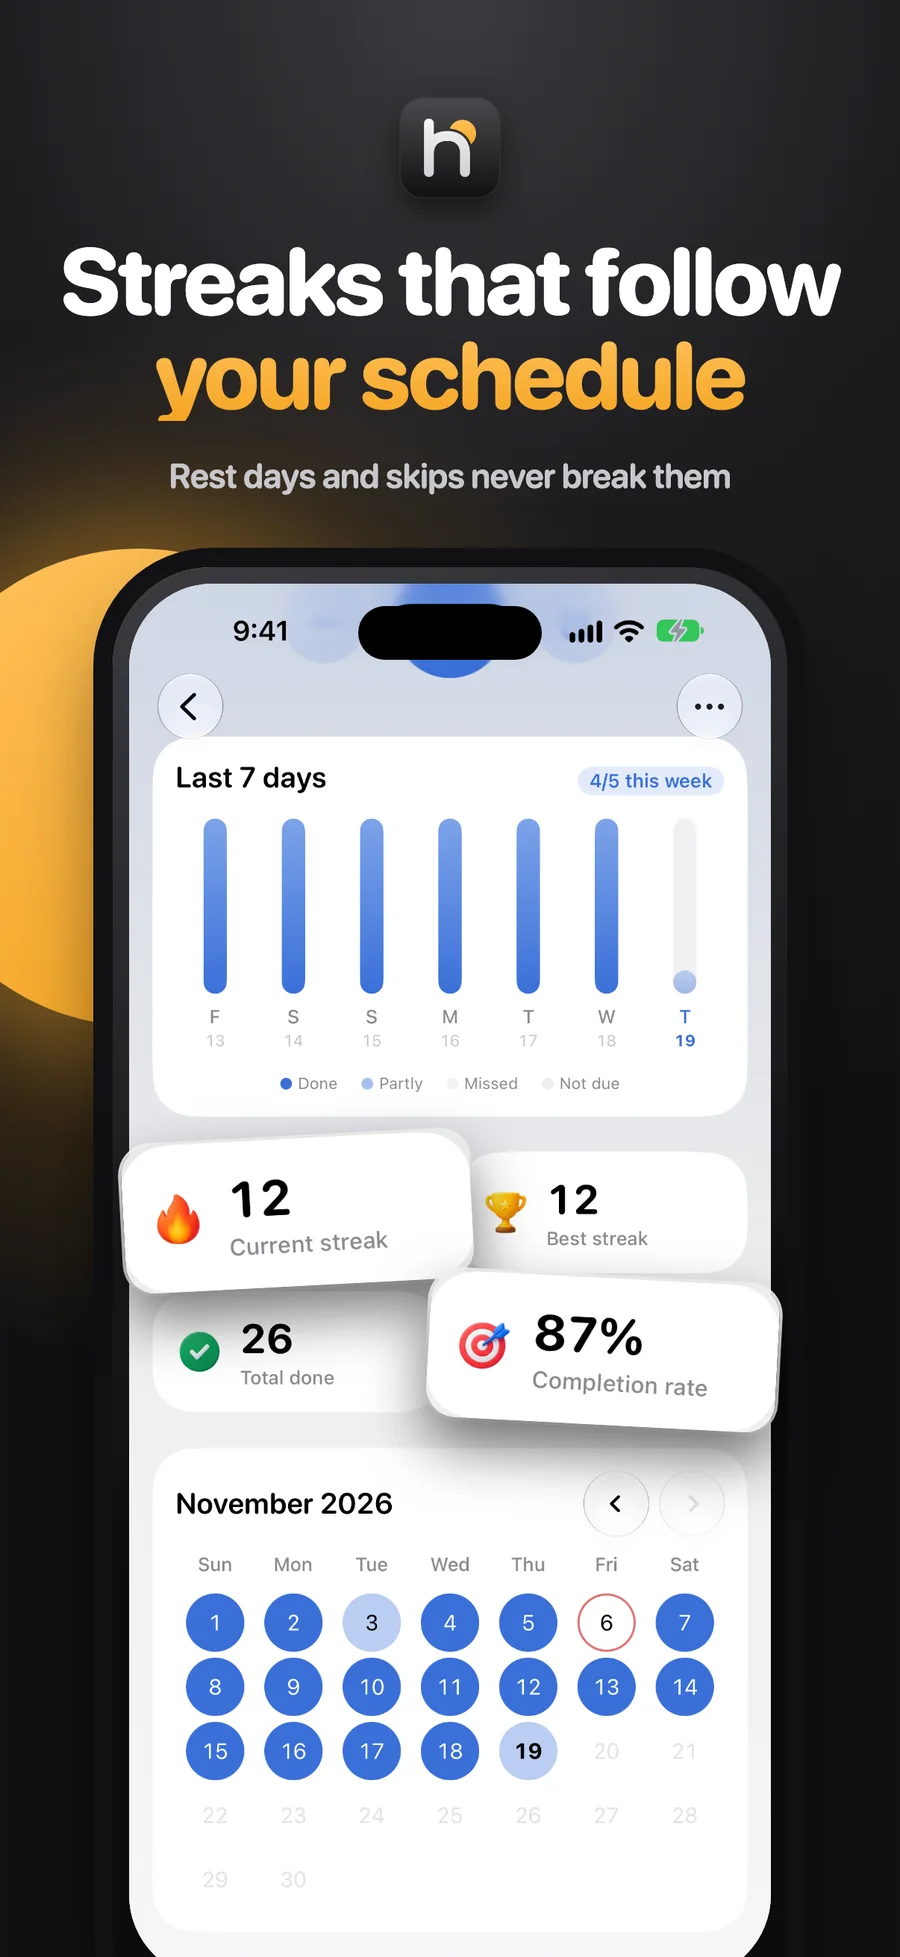 h
Streaks that follow
your schedule
Rest days and skips never break them
9:41
Last 7 days
4/5 this week
F S S M T W T
13 14 15 16 17 18 19
Done Partly Missed Not due
12
Current streak
12
Best streak
26
Total done
87%
Completion rate
November 2026
Sun Mon Tue Wed Thu Fri Sat
1 2 3 4 5 6 7
8 9 10 11 12 13 14
15 16 17 18 19 20 21
22 23 24 25 26 27 28
29 30